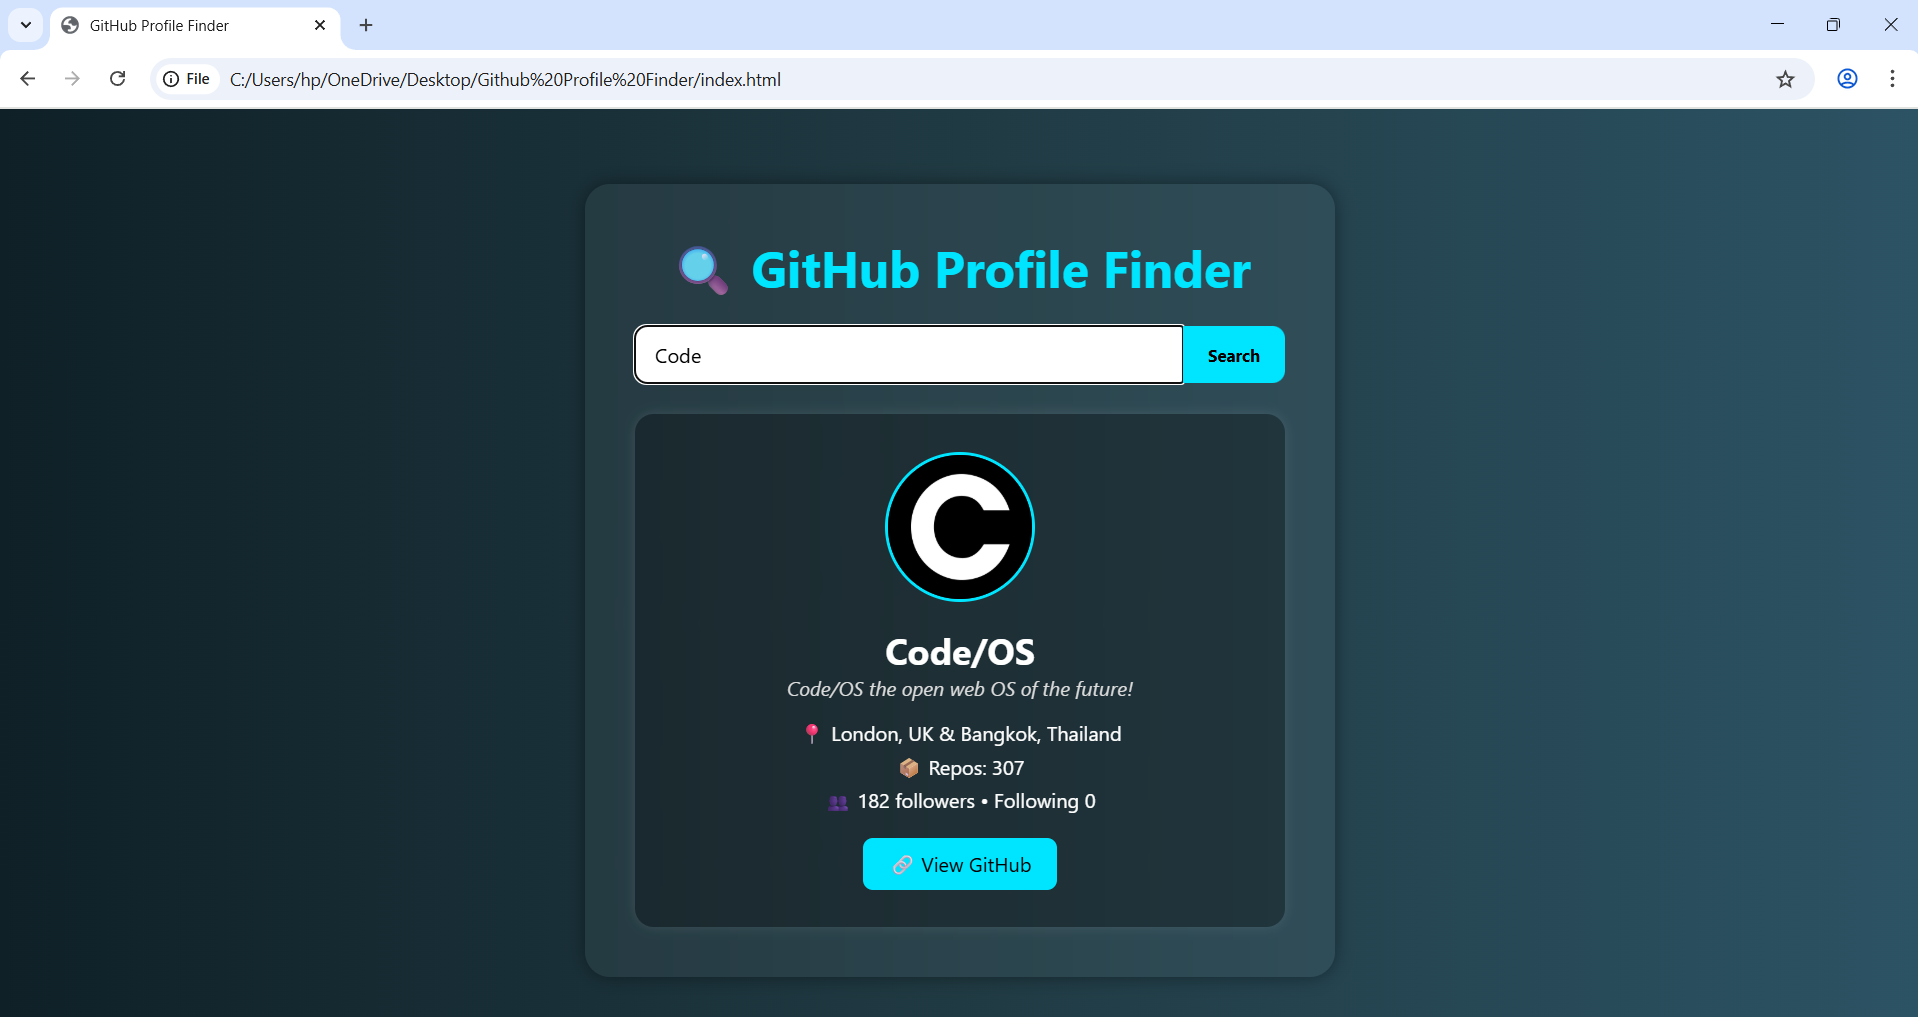 GitHub Profile Finder
File C:/Users/hp/OneDrive/Desktop/Github%20Profile%20Finder/index.html
🔍 GitHub Profile Finder
Code Search
C
Code/OS
Code/OS the open web OS of the future!
📍 London, UK & Bangkok, Thailand
📦 Repos: 307
👥 182 followers • Following 0
🔗 View GitHub